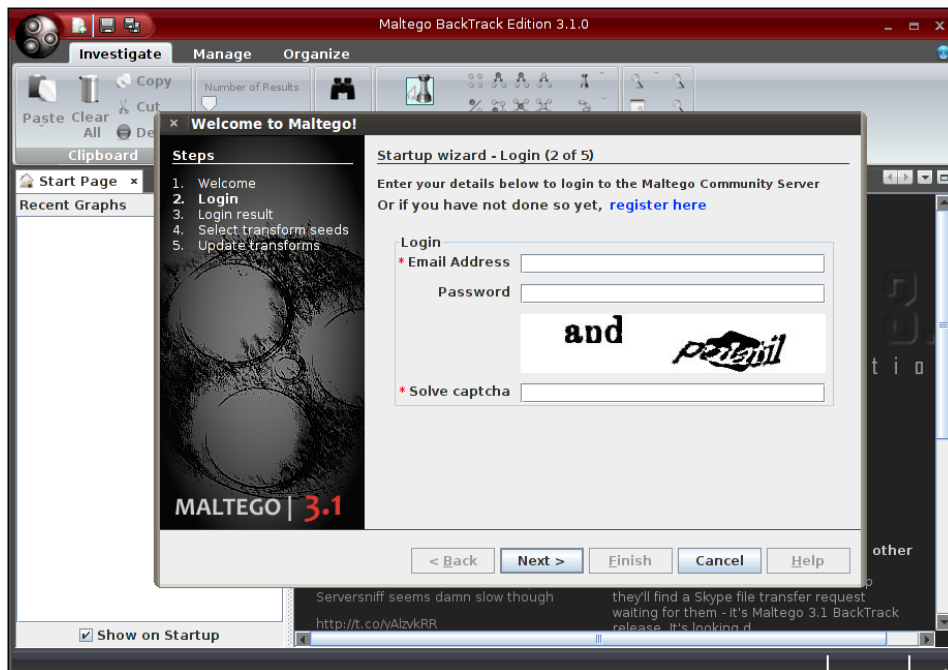 Maltego BackTrack Edition 3.1.0
Investigate Manage Organize
Paste
Clear All
Copy
Cut
De
Number of Results
Clipboard
Start Page
Recent Graphs
Show on Startup
Welcome to Maltego!
Steps
1. Welcome
2. Login
3. Login result
4. Select transform seeds
5. Update transforms
MALTEGO | 3.1
Startup wizard - Login (2 of 5)
Enter your details below to login to the Maltego Community Server
Or if you have not done so yet, register here
Login
* Email Address
Password
and
* Solve captcha
< Back Next > Finish Cancel Help
t i o
other
Serversniff seems damn slow though
http://t.co/yAlzvkRR
they'll find a Skype file transfer request
waiting for them - it's Maltego 3.1 BackTrack
release. It's looking d